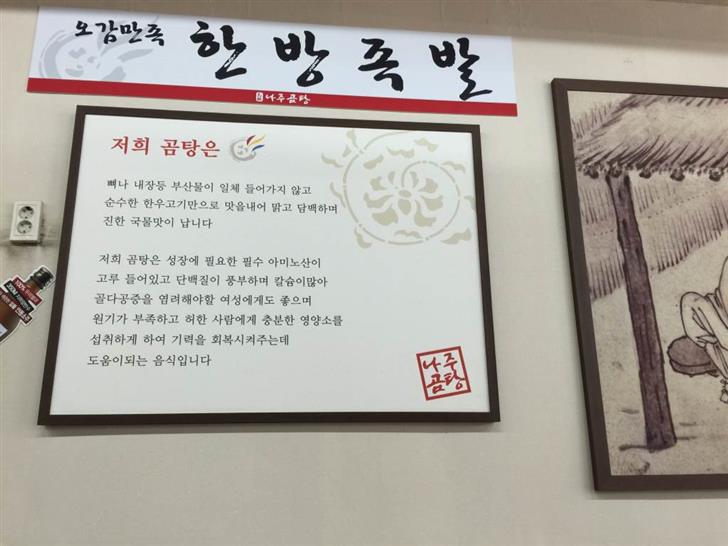 오감만족 한방족발
나주곰탕
저희 곰탕은
뼈나 내장등 부산물이 일체 들어가지 않고
순수한 한우고기만으로 맛을내어 맑고 담백하며
진한 국물맛이 납니다
저희 곰탕은 성장에 필요한 필수 아미노산이
고루 들어있고 단백질이 풍부하며 칼슘이많아
골다공증을 염려해야할 여성에게도 좋으며
원기가 부족하고 허한 사람에게 충분한 영양소를
섭취하게 하여 기력을 회복시켜주는데
도움이되는 음식입니다
나주
곰탕